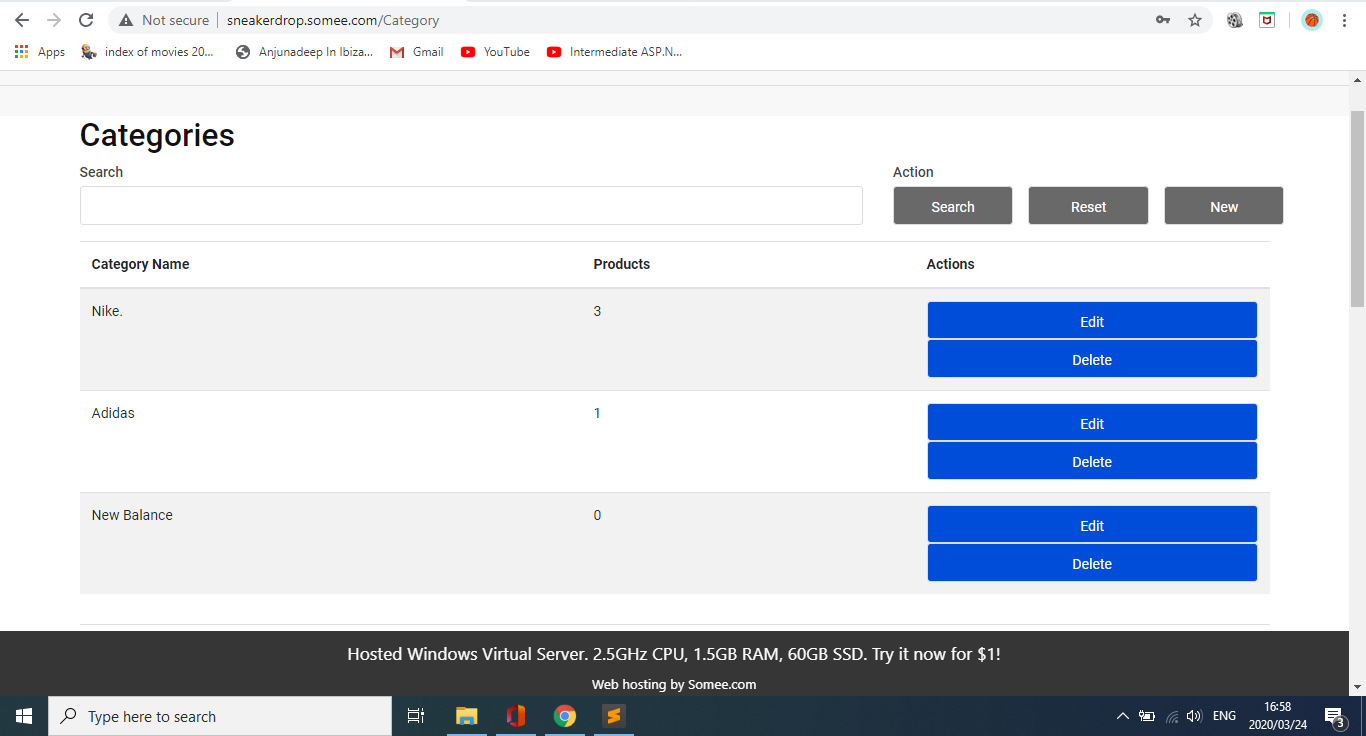 Not secure | sneakerdrop.somee.com/Category
Apps index of movies 20... Anjunadeep In Ibiza... Gmail YouTube Intermediate ASP.N...
Categories
Search Action
Search Reset New
Category Name Products Actions
Nike. 3 Edit
Delete
Adidas 1 Edit
Delete
New Balance 0 Edit
Delete
Hosted Windows Virtual Server. 2.5GHz CPU, 1.5GB RAM, 60GB SSD. Try it now for $1!
Web hosting by Somee.com
Type here to search ENG 16:58
2020/03/24 3